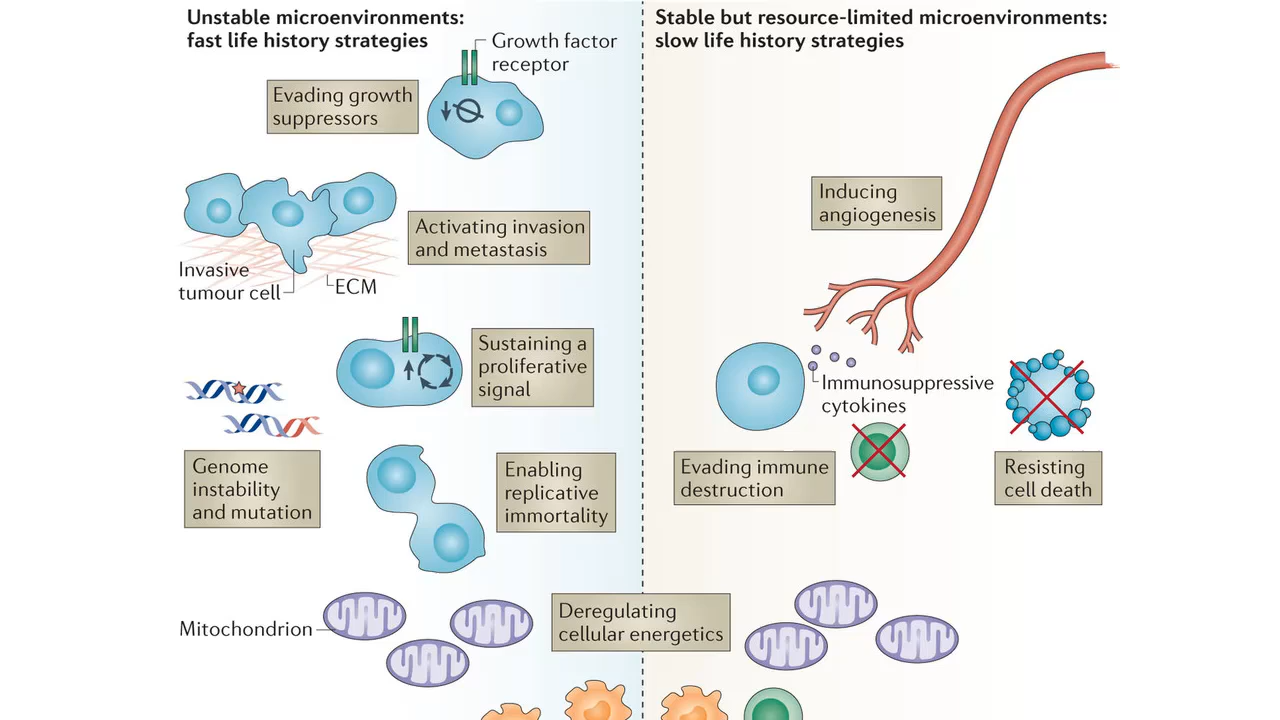 Unstable microenvironments:
fast life history strategies
Growth factor
receptor
Evading growth
suppressors
Activating invasion
and metastasis
Invasive
tumour cell
ECM
Sustaining a
proliferative
signal
Genome
instability
and mutation
Enabling
replicative
immortality
Mitochondrion
Deregulating
cellular energetics
Stable but resource-limited microenvironments:
slow life history strategies
Inducing
angiogenesis
Immunosuppressive
cytokines
Evading immune
destruction
Resisting
cell death